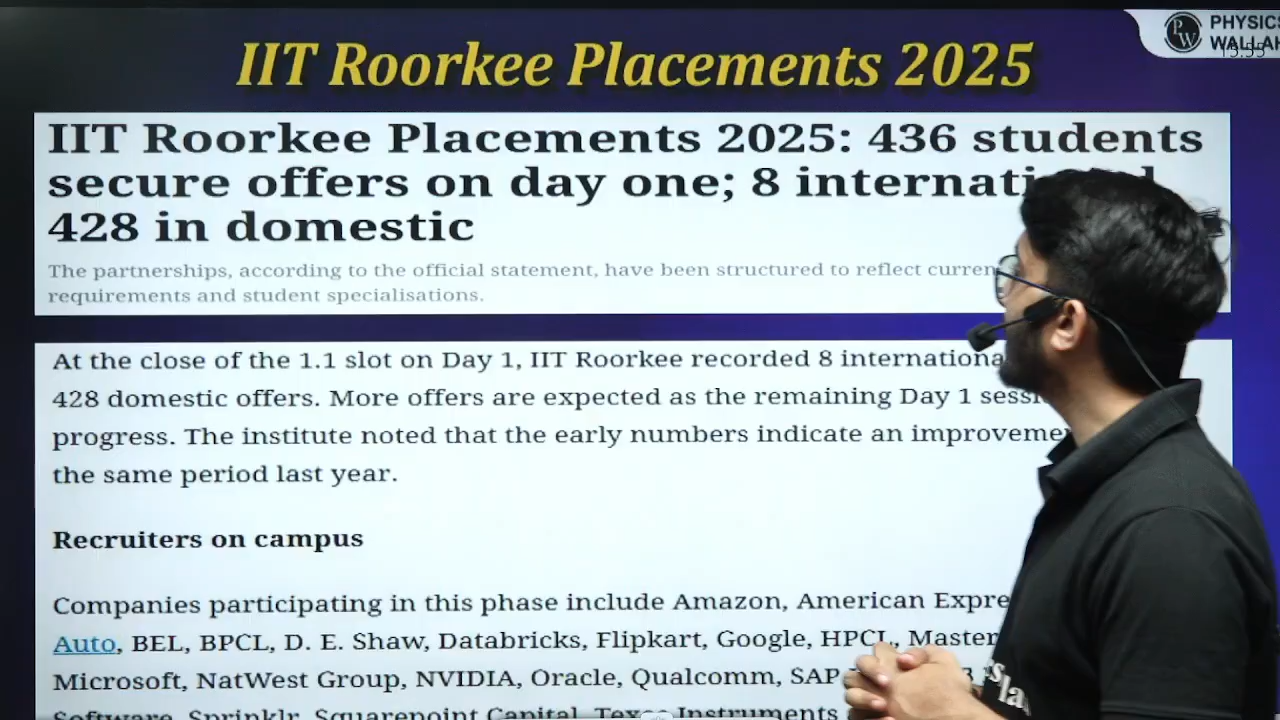 IIT Roorkee Placements 2025
PHYSICS
WALLAH
IIT Roorkee Placements 2025: 436 students
secure offers on day one; 8 internati
428 in domestic
The partnerships, according to the official statement, have been structured to reflect curren
requirements and student specialisations.
At the close of the 1.1 slot on Day 1, IIT Roorkee recorded 8 internationa
428 domestic offers. More offers are expected as the remaining Day 1 sess
progress. The institute noted that the early numbers indicate an improveme
the same period last year.
Recruiters on campus
Companies participating in this phase include Amazon, American Expre
Auto, BEL, BPCL, D. E. Shaw, Databricks, Flipkart, Google, HPCL, Master
Microsoft, NatWest Group, NVIDIA, Oracle, Qualcomm, SAP
Software, Sprinklr, Squarepoint Capital, Texas Instruments